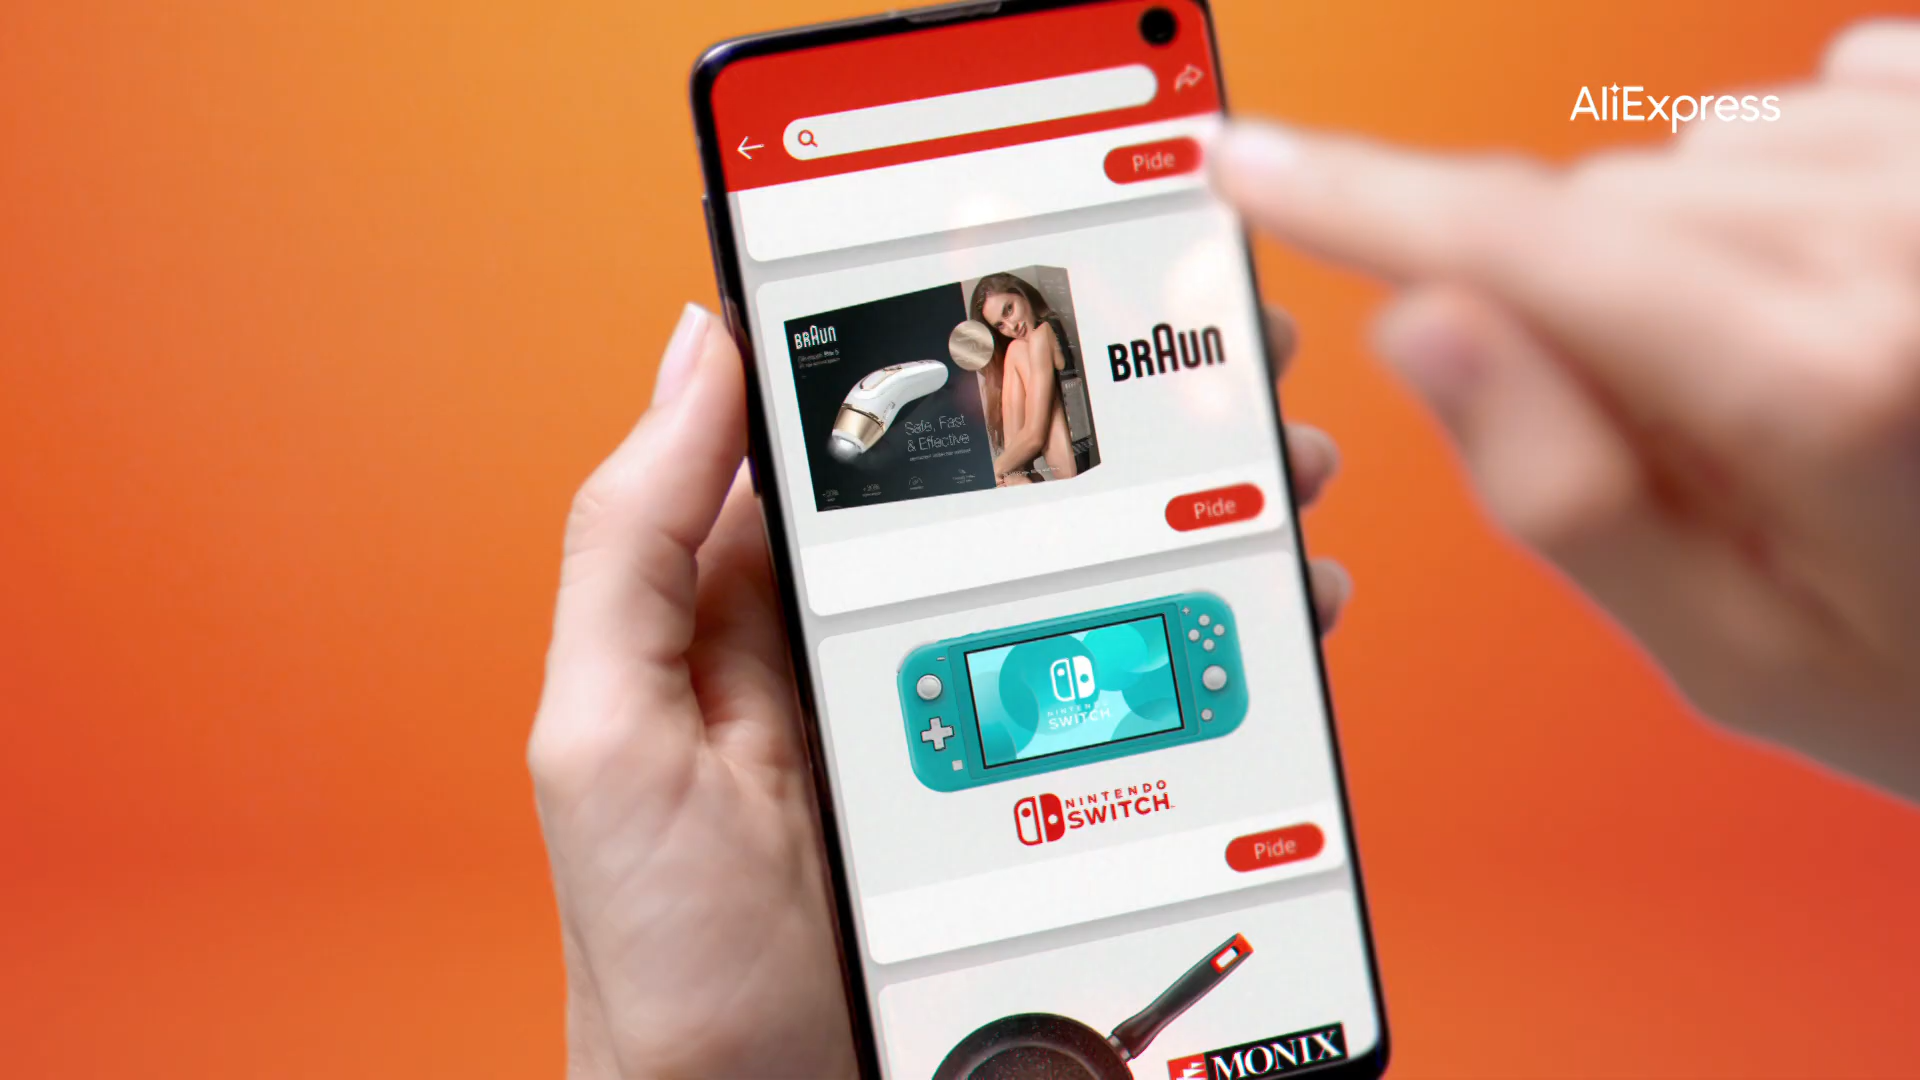 AliExpress
Pide
BRAUN
Safe, Fast
& Effective
BRAUN
Pide
NINTENDO
SWITCH
NINTENDO
SWITCH
Pide
MONIX